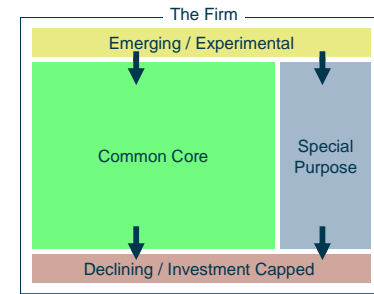 The Firm
Emerging / Experimental
Common Core
Special
Purpose
Declining / Investment Capped